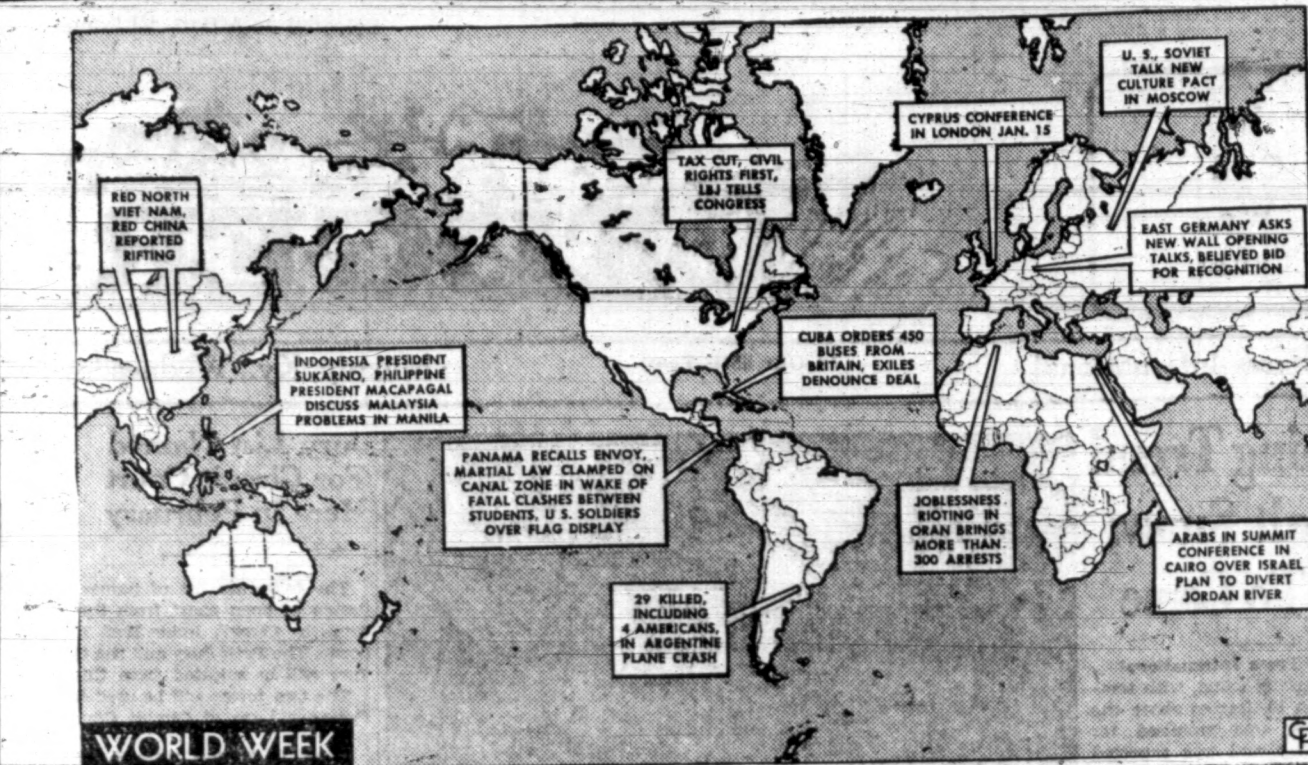 U. S., SOVIET
TALK NEW
CULTURE PACT
IN MOSCOW
CYPRUS CONFERENCE
IN LONDON JAN. 15
TAX CUT, CIVIL
RIGHTS FIRST,
LBJ TELLS
CONGRESS
RED NORTH
VIET NAM,
RED CHINA
REPORTED
RIFTING
EAST GERMANY ASKS
NEW WALL OPENING
TALKS, BELIEVED BID
FOR RECOGNITION
CUBA ORDERS 450
BUSES FROM
BRITAIN, EXILES
DENOUNCE DEAL
INDONESIA PRESIDENT
SUKARNO, PHILIPPINE
PRESIDENT MACAPAGAL
DISCUSS MALAYSIA
PROBLEMS IN MANILA
PANAMA RECALLS ENVOY,
MARTIAL LAW CLAMPED ON
CANAL ZONE IN WAKE OF
FATAL CLASHES BETWEEN
STUDENTS, U S. SOLDIERS
OVER FLAG DISPLAY
JOBLESSNESS
RIOTING IN
ORAN BRINGS
MORE THAN
300 ARRESTS
ARABS IN SUMMIT
CONFERENCE IN
CAIRO OVER ISRAEL
PLAN TO DIVERT
JORDAN RIVER
29 KILLED,
INCLUDING
4 AMERICANS,
IN ARGENTINE
PLANE CRASH
WORLD WEEK